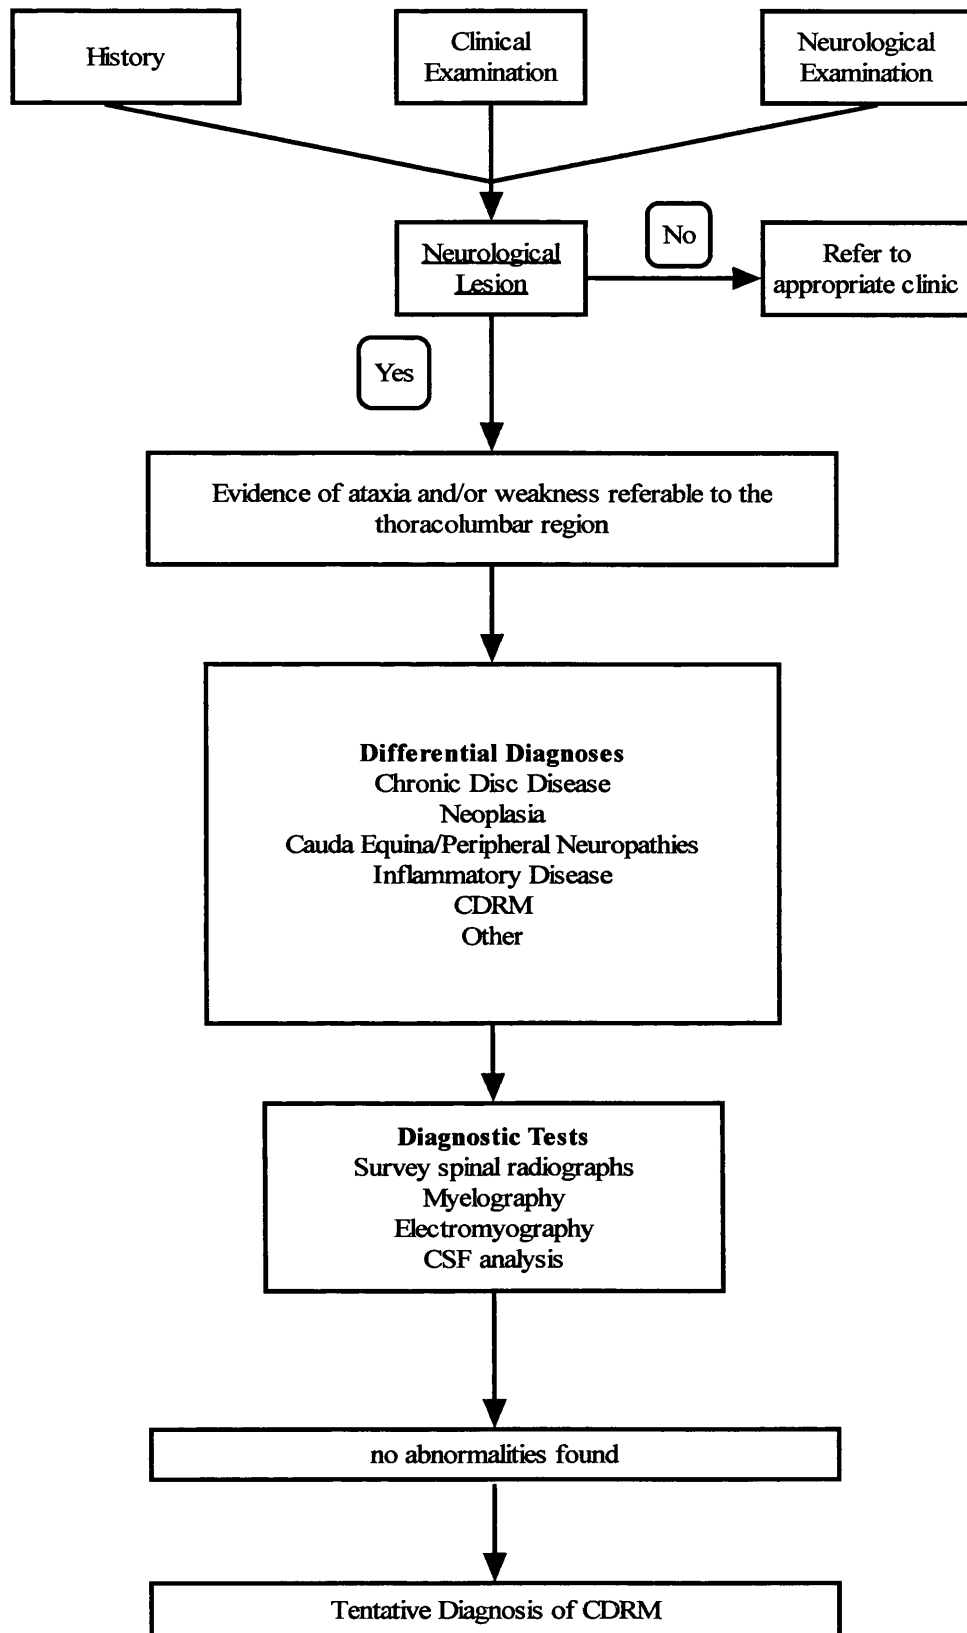 History
Clinical
Examination
Neurological
Examination
Neurological
Lesion
No
Refer to
appropriate clinic
Yes
Evidence of ataxia and/or weakness referable to the
thoracolumbar region
Differential Diagnoses
Chronic Disc Disease
Neoplasia
Cauda Equina/Peripheral Neuropathies
Inflammatory Disease
CDRM
Other
Diagnostic Tests
Survey spinal radiographs
Myelography
Electromyography
CSF analysis
no abnormalities found
Tentative Diagnosis of CDRM